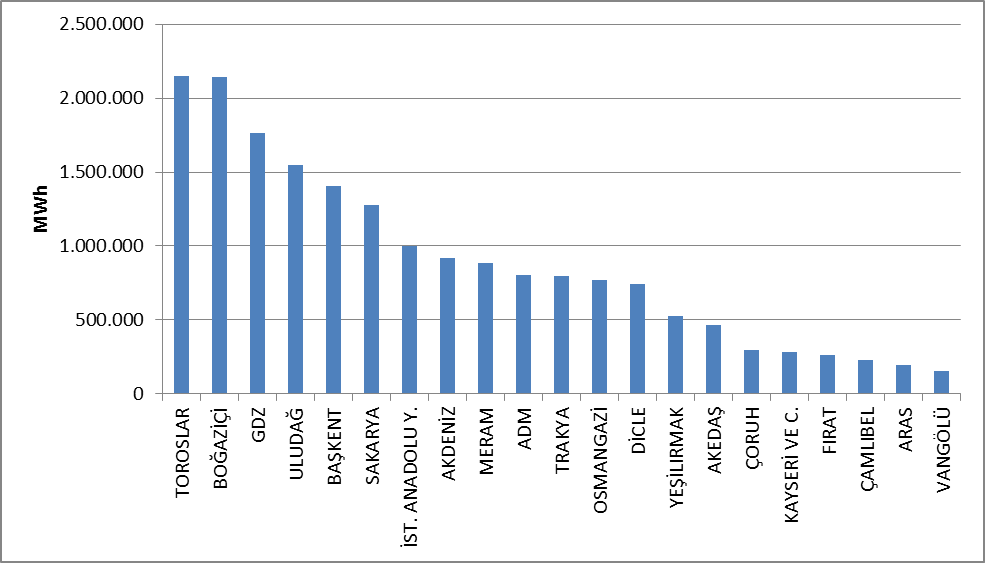 2.500.000
2.000.000
1.500.000
1.000.000
500.000
0
MWh
TOROSLAR
BOĞAZİÇİ
GDZ
ULUDAĞ
BAŞKENT
SAKARYA
İST. ANADOLU Y.
AKDENİZ
MERAM
ADM
TRAKYA
OSMANGAZİ
DİCLE
YEŞİLIRMAK
AKEDAŞ
ÇORUH
KAYSERİ VE C.
FIRAT
ÇAMLIBEL
ARAS
VANGÖLÜ